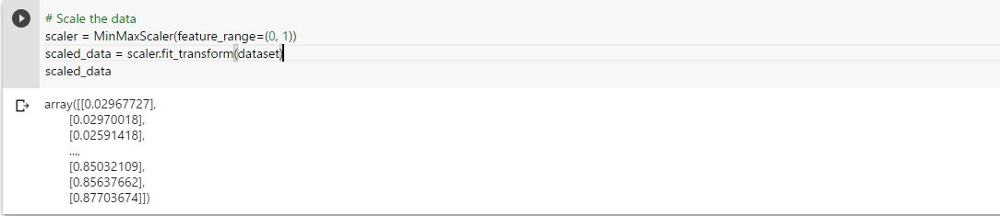 # Scale the data
scaler = MinMaxScaler(feature_range=(0, 1))
scaled_data = scaler.fit_transform(dataset)
scaled_data
array([[0.02967727],
[0.02970018],
[0.02591418],
...,
[0.85032109],
[0.85637662],
[0.87703674]])